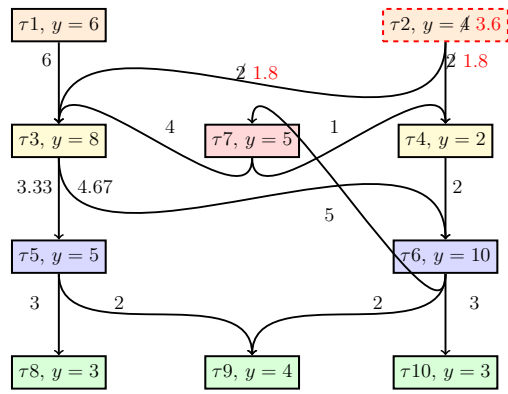 τ1, y = 6
τ2, y = 4̸ 3.6
6
2̸ 1.8
2̸ 1.8
τ3, y = 8
4
τ7, y = 5
1
τ4, y = 2
3.33
4.67
2
5
τ5, y = 5
τ6, y = 10
3
2
2
3
τ8, y = 3
τ9, y = 4
τ10, y = 3